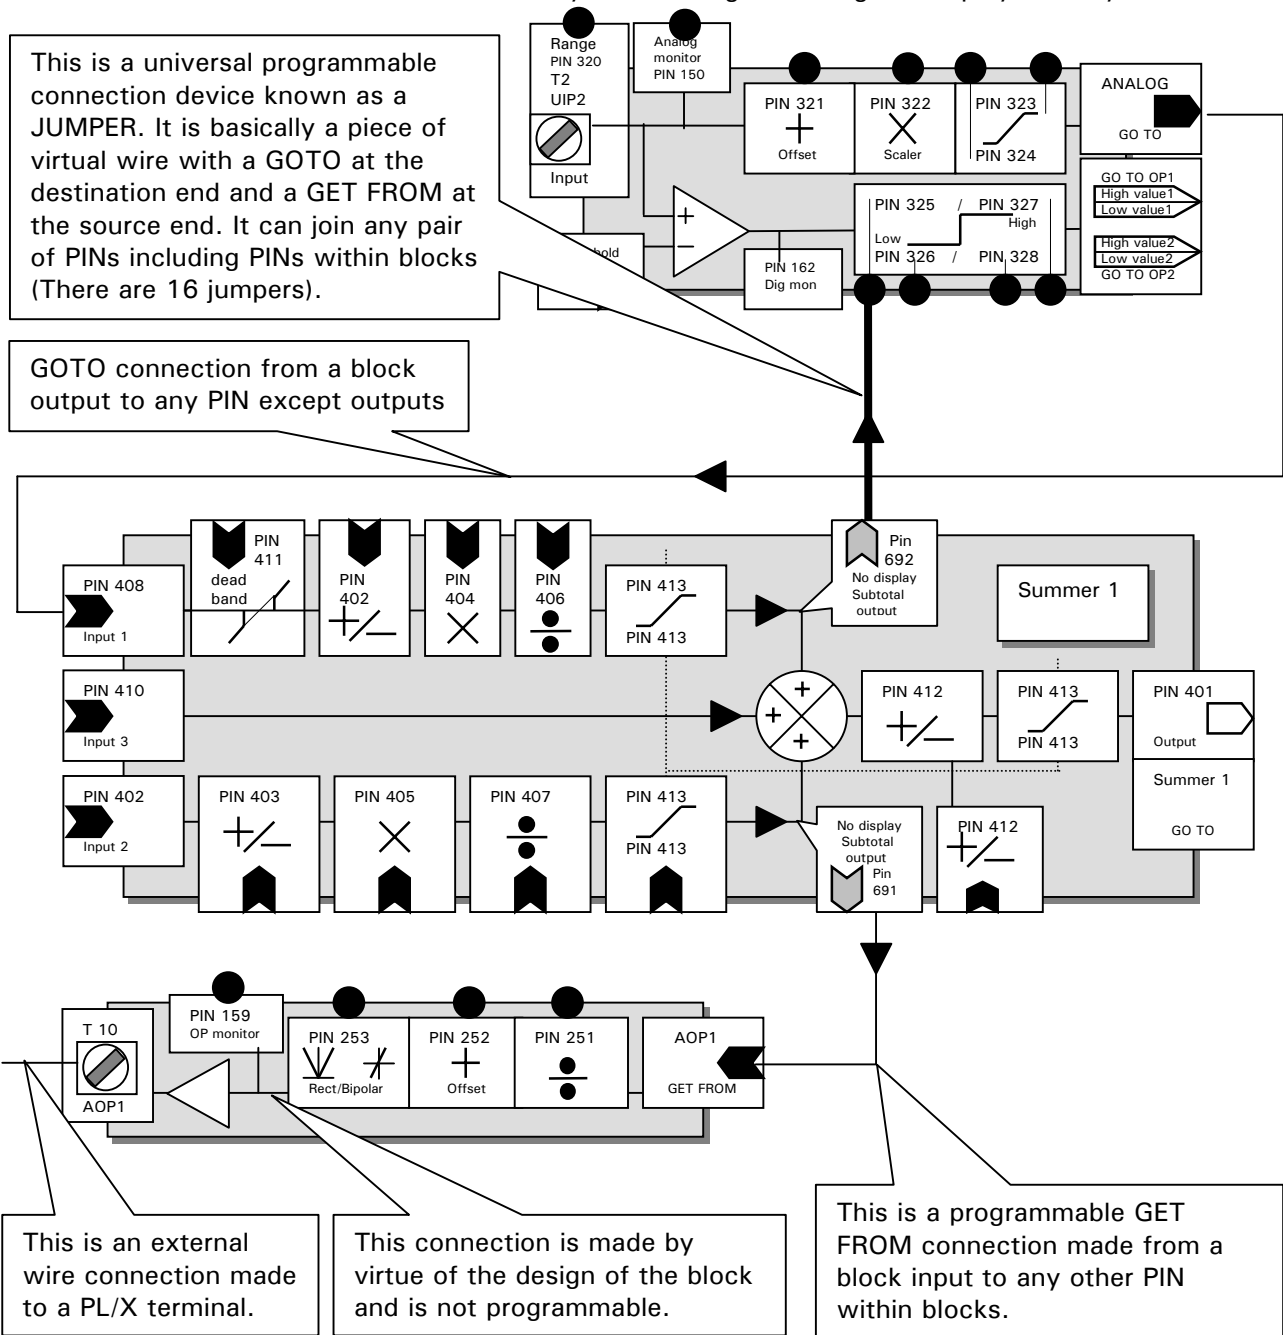 This is a universal programmable
connection device known as a
JUMPER. It is basically a piece of
virtual wire with a GOTO at the
destination end and a GET FROM at
the source end. It can join any pair
of PINs including PINs within blocks
(There are 16 jumpers).
Range
PIN 320
T2
UIP2
Input
Analog
monitor
PIN 150
PIN 321
+
Offset
PIN 322
Scaler
PIN 323
PIN 324
ANALOG
GO TO
GO TO OP1
High value1
Low value1
High value2
Low value2
GO TO OP2
PIN 325 / PIN 327
High
Low
PIN 326 / PIN 328
+
−
PIN 162
Dig mon
GOTO connection from a block
output to any PIN except outputs
PIN 408
Input 1
PIN
411
dead
band
PIN
402
+/−
PIN
404
PIN
406
PIN 413
PIN 413
Pin
692
No display
Subtotal
output
Summer 1
PIN 410
Input 3
+
+
+
PIN 412
+/−
PIN 413
PIN 413
PIN 401
Output
Summer 1
GO TO
PIN 402
Input 2
PIN 403
+/−
PIN 405
PIN 407
PIN 413
PIN 413
No display
Subtotal
output
Pin
691
PIN 412
+/−
T 10
AOP1
PIN 159
OP monitor
PIN 253
Rect/Bipolar
PIN 252
+
Offset
PIN 251
AOP1
GET FROM
This is an external
wire connection made
to a PL/X terminal.
This connection is made by
virtue of the design of the block
and is not programmable.
This is a programmable GET
FROM connection made from a
block input to any other PIN
within blocks.